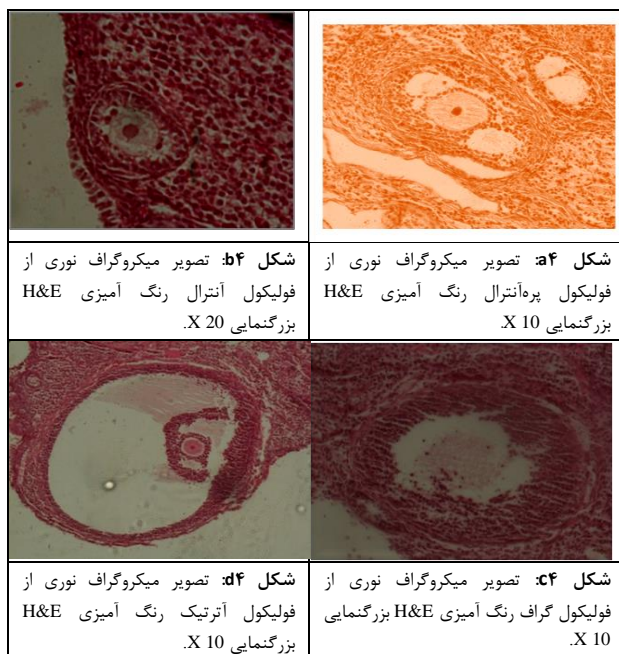 شکل a۴: تصویر میکروگراف نوری از
فولیکول پره‌آنترال رنگ آمیزی H&E
بزرگنمایی X 10.
شکل b۴: تصویر میکروگراف نوری از
فولیکول آنترال رنگ آمیزی H&E
بزرگنمایی X 20.
شکل c۴: تصویر میکروگراف نوری از
فولیکول گراف رنگ آمیزی H&E بزرگنمایی
X 10.
شکل d۴: تصویر میکروگراف نوری از
فولیکول آترتیک رنگ آمیزی H&E
بزرگنمایی X 10.